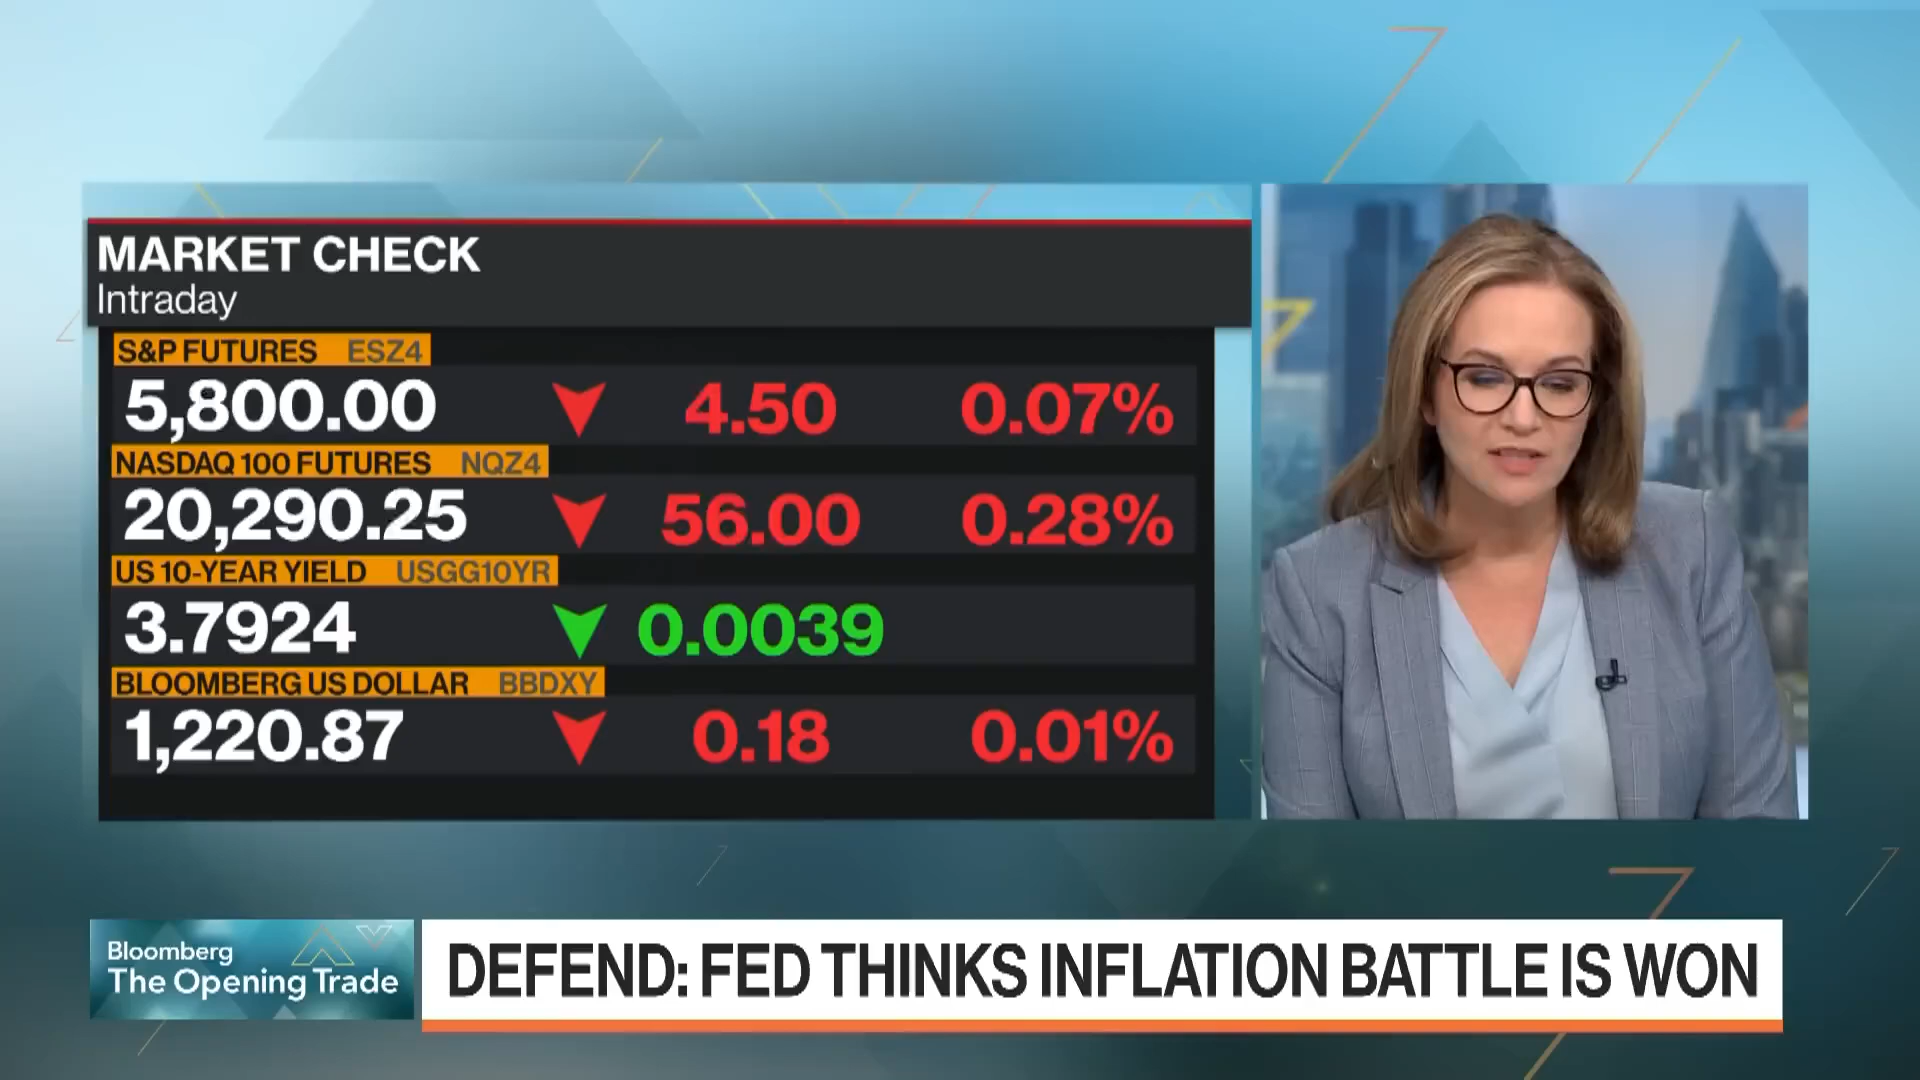 MARKET CHECK
Intraday
S&P FUTURES ESZ4
5,800.00 4.50 0.07%
NASDAQ 100 FUTURES NQZ4
20,290.25 56.00 0.28%
US 10-YEAR YIELD USGG10YR
3.7924 0.0039
BLOOMBERG US DOLLAR BBDXY
1,220.87 0.18 0.01%
Bloomberg
The Opening Trade
DEFEND: FED THINKS INFLATION BATTLE IS WON